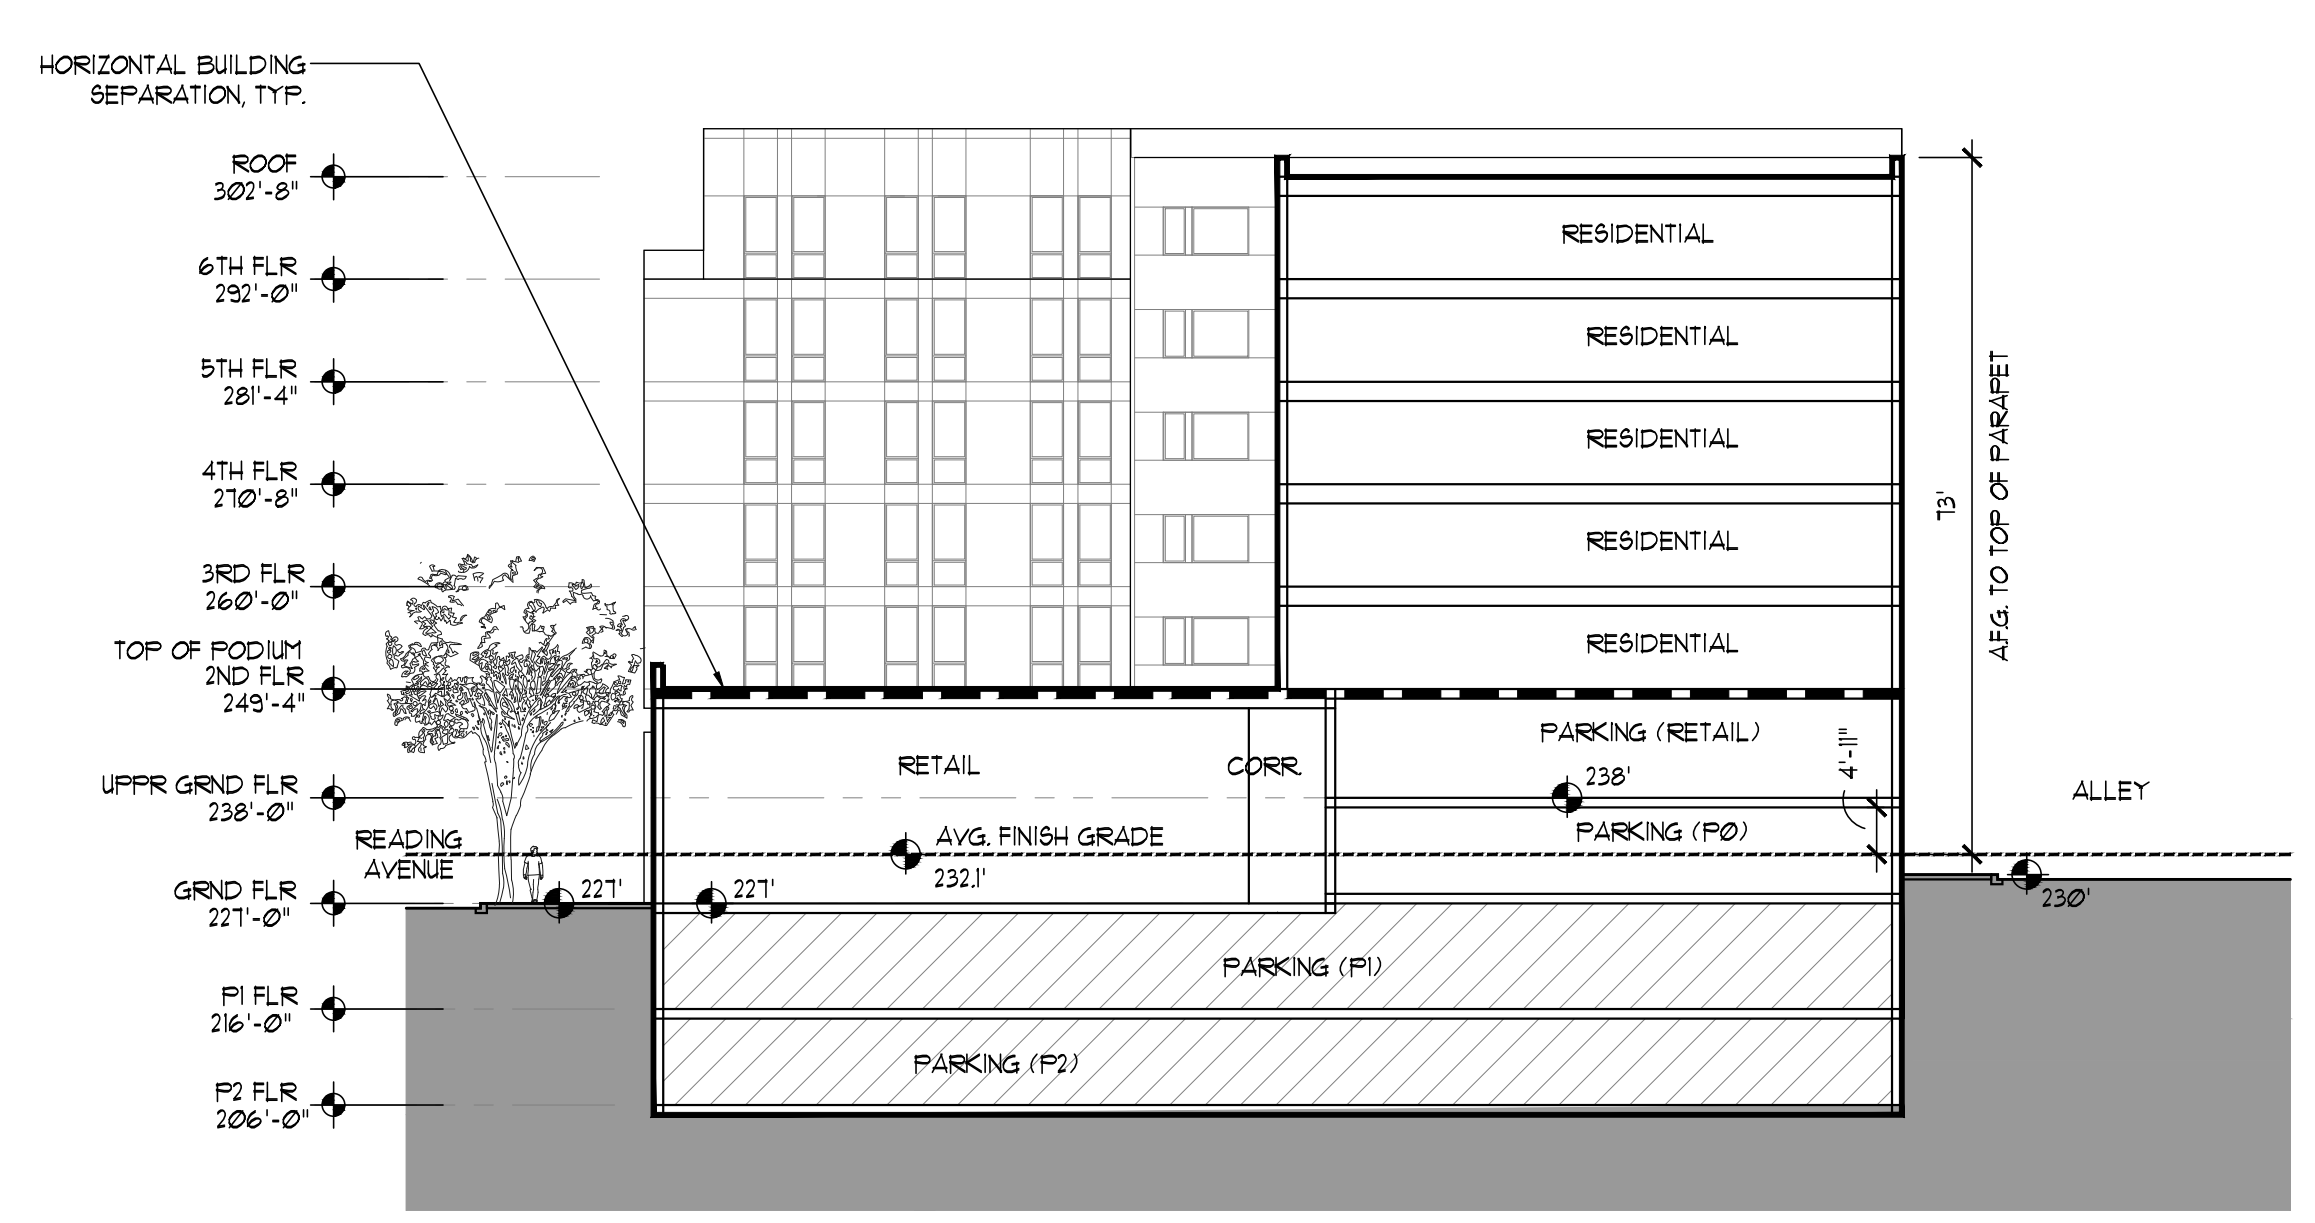 HORIZONTAL BUILDING
SEPARATION, TYP.
ROOF
302'-8"
6TH FLR
292'-0"
5TH FLR
281'-4"
4TH FLR
270'-8"
3RD FLR
260'-0"
TOP OF PODIUM
2ND FLR
249'-4"
UPPR GRND FLR
238'-0"
READING
AVENUE
GRND FLR
227'-0"
P1 FLR
216'-0"
P2 FLR
206'-0"
RESIDENTIAL
RESIDENTIAL
RESIDENTIAL
RESIDENTIAL
RESIDENTIAL
RETAIL
CORR.
PARKING (RETAIL)
238'
PARKING (P0)
4'-11"
AVG. FINISH GRADE
232.1'
227'
227'
PARKING (P1)
PARKING (P2)
73'
A.F.G. TO TOP OF PARAPET
ALLEY
230'